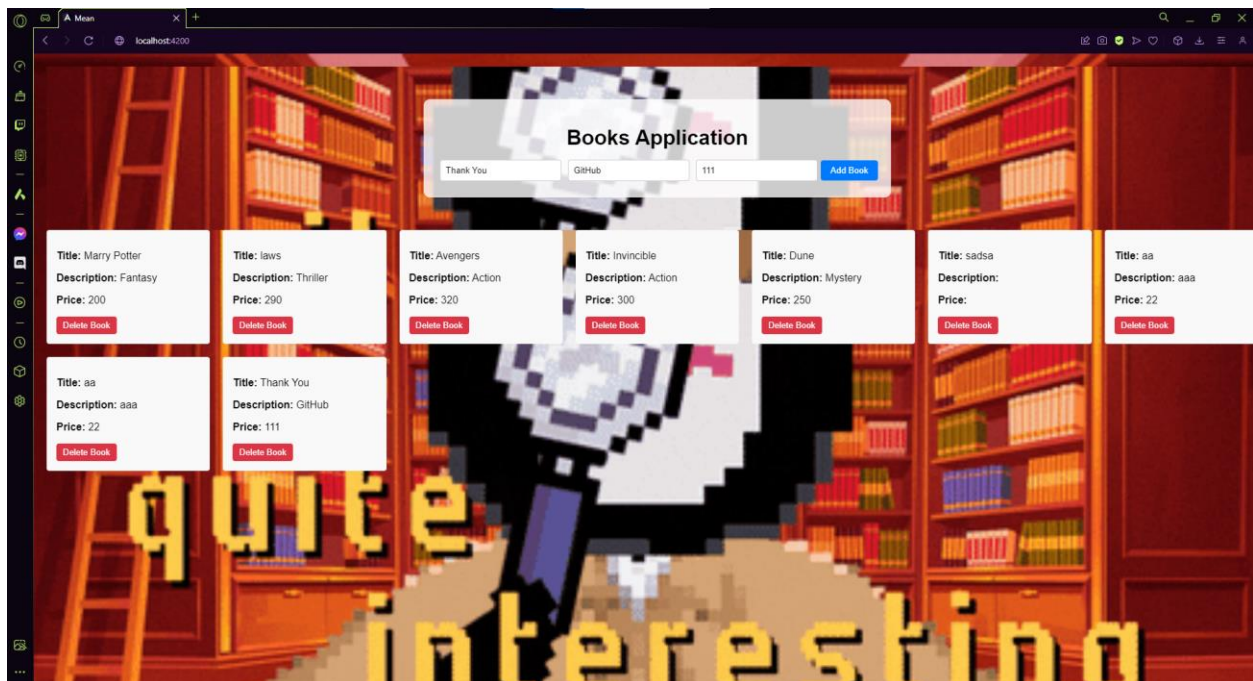 Mean
localhost:4200
Books Application
Thank You GitHub 111 Add Book
Title: Marry Potter
Description: Fantasy
Price: 200
Delete Book
Title: laws
Description: Thriller
Price: 290
Delete Book
Title: Avengers
Description: Action
Price: 320
Delete Book
Title: Invincible
Description: Action
Price: 300
Delete Book
Title: Dune
Description: Mystery
Price: 250
Delete Book
Title: sadsa
Description:
Price:
Delete Book
Title: aa
Description: aaa
Price: 22
Delete Book
Title: aa
Description: aaa
Price: 22
Delete Book
Title: Thank You
Description: GitHub
Price: 111
Delete Book
quite
interesting